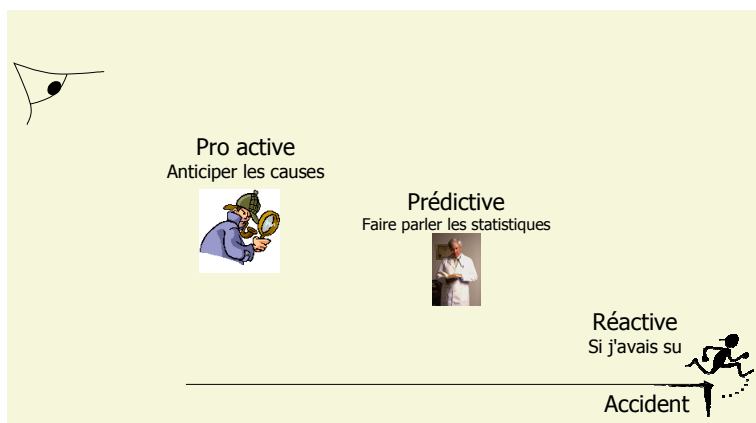 Pro active
Anticiper les causes
Prédictive
Faire parler les statistiques
Réactive
Si j'avais su
Accident